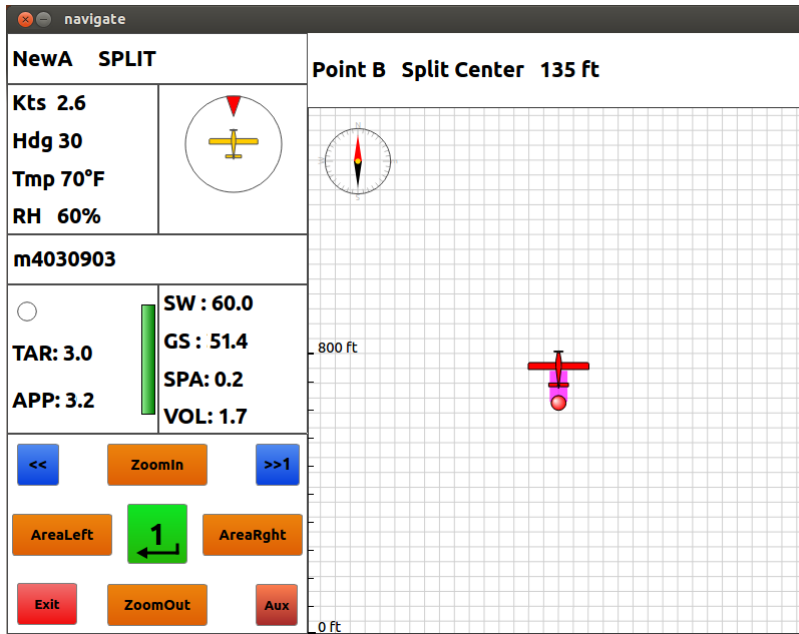 navigate
NewA SPLIT
Point B Split Center 135 ft
Kts 2.6
Hdg 30
Tmp 70°F
RH 60%
N
S
m4030903
TAR: 3.0
APP: 3.2
SW : 60.0
GS : 51.4
SPA: 0.2
VOL: 1.7
800 ft
0 ft
<< ZoomIn >>1
AreaLeft 1 AreaRght
Exit ZoomOut Aux